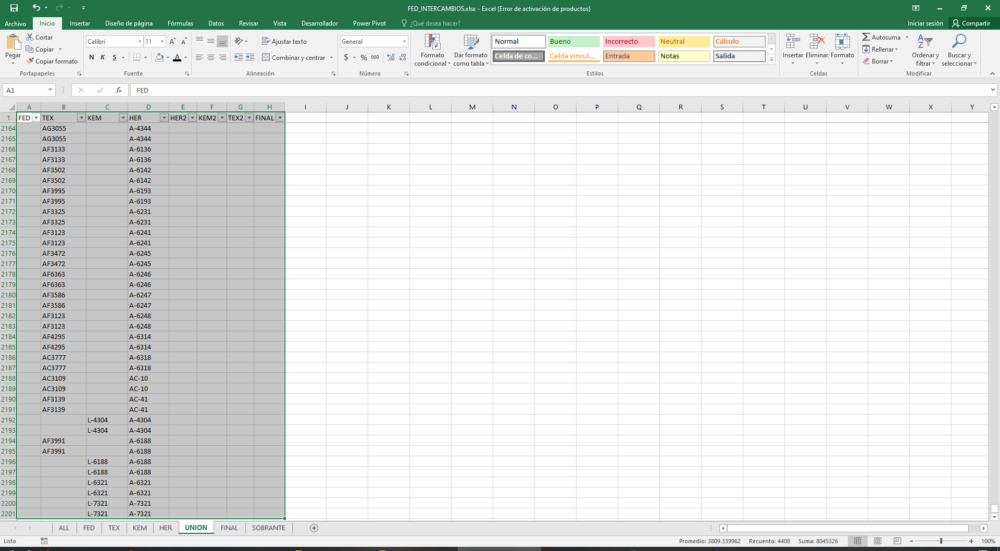 FED_INTERCAMBIOS.xlsx - Excel (Error de activación de productos)
Archivo Inicio Insertar Diseño de página Fórmulas Datos Revisar Vista Desarrollador Power Pivot ¿Qué desea hacer? Iniciar sesión Compartir
Pegar
Cortar
Copiar
Copiar formato
Portapapeles
Calibri 11
N K S
Fuente
Ajustar texto
Combinar y centrar
Alineación
General
$ % 000
Número
Formato condicional
Dar formato como tabla
Normal Bueno Incorrecto Neutral Cálculo
Celda de co... Celda vincul... Entrada Notas Salida
Estilos
Insertar Eliminar Formato
Celdas
Autosuma
Rellenar
Borrar
Ordenar y filtrar
Buscar y seleccionar
Modificar
A1 fx FED
A B C D E F G H I J K L M N O P Q R S T U V W X Y
1 FED TEX KEM HER HER2 KEM2 TEX2 FINAL
2164 AG3055 A-4344
2165 AG3055 A-4344
2166 AF3133 A-6136
2167 AF3133 A-6136
2168 AF3502 A-6142
2169 AF3502 A-6142
2170 AF3995 A-6193
2171 AF3995 A-6193
2172 AF3325 A-6231
2173 AF3325 A-6231
2174 AF3123 A-6241
2175 AF3123 A-6241
2176 AF3472 A-6245
2177 AF3472 A-6245
2178 AF6363 A-6246
2179 AF6363 A-6246
2180 AF3586 A-6247
2181 AF3586 A-6247
2182 AF3123 A-6248
2183 AF3123 A-6248
2184 AF4295 A-6314
2185 AF4295 A-6314
2186 AC3777 A-6318
2187 AC3777 A-6318
2188 AC3109 AC-10
2189 AC3109 AC-10
2190 AF3139 AC-41
2191 AF3139 AC-41
2192 L-4304 A-4304
2193 L-4304 A-4304
2194 AF3991 A-6188
2195 AF3991 A-6188
2196 L-6188 A-6188
2197 L-6188 A-6188
2198 L-6321 A-6321
2199 L-6321 A-6321
2200 L-7321 A-7321
2201 L-7321 A-7321
ALL FED TEX KEM HER UNION FINAL SOBRANTE
Listo Promedio: 3809.339962 Recuento: 4408 Suma: 8045326 100%